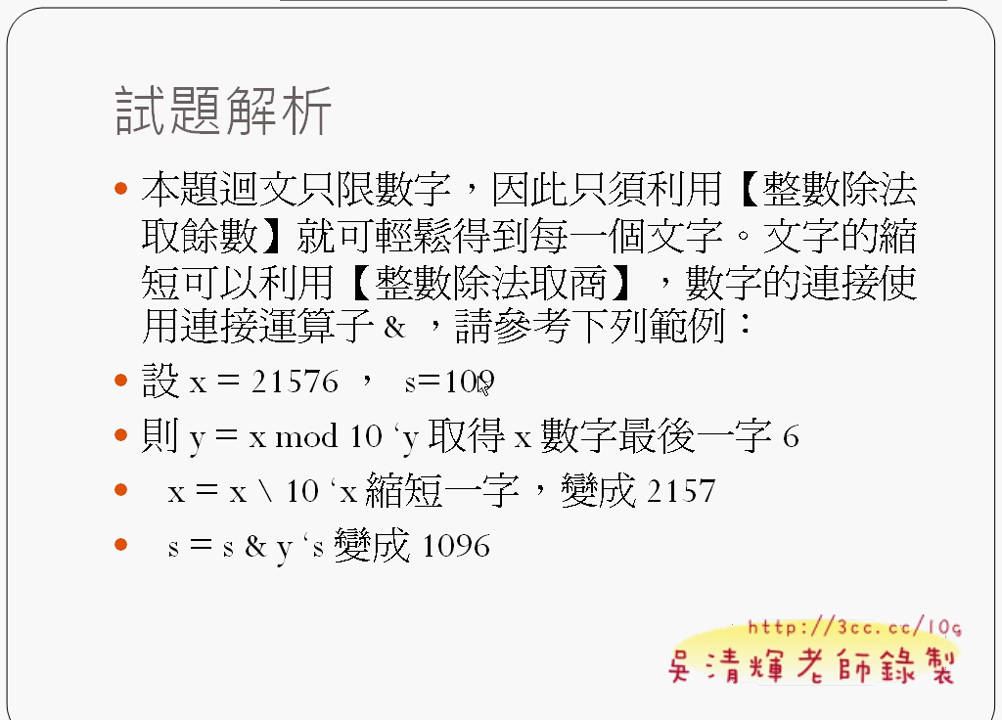 試題解析
• 本題迴文只限數字，因此只須利用【整數除法
取餘數】就可輕鬆得到每一個文字。文字的縮
短可以利用【整數除法取商】，數字的連接使
用連接運算子 & ，請參考下列範例：
• 設 x = 21576 ， s=109
• 則 y = x mod 10 ‘y 取得 x 數字最後一字 6
• x = x \ 10 ‘x 縮短一字，變成 2157
• s = s & y ‘s 變成 1096
http://3cc.cc/10g
吳清輝老師錄製